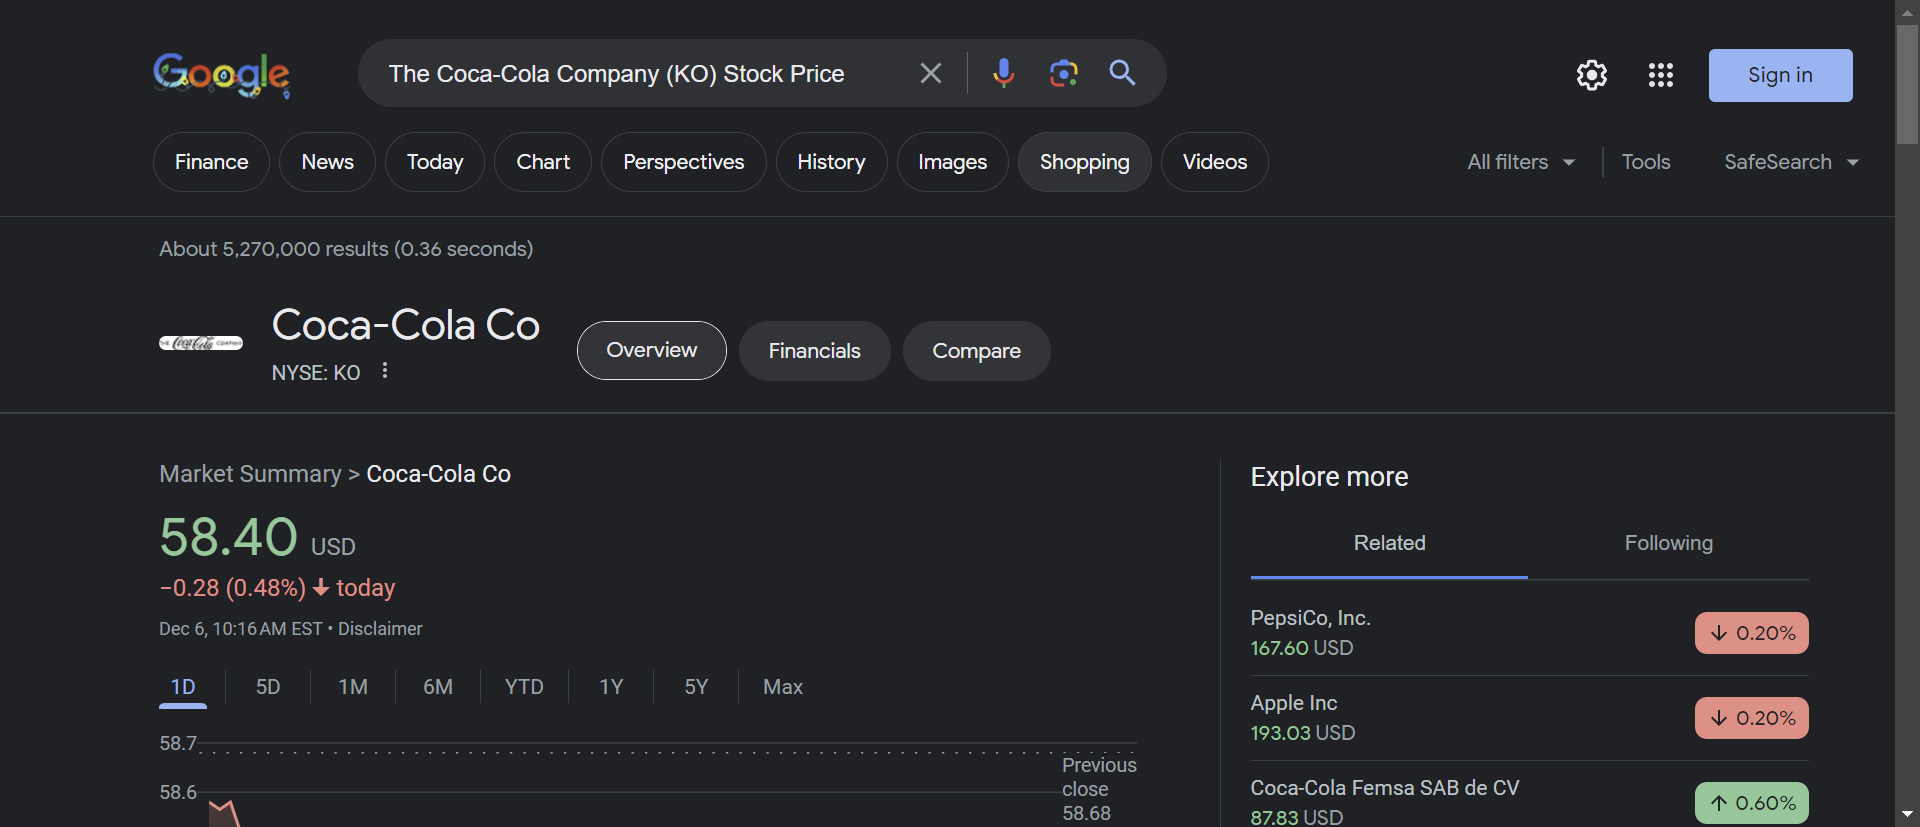 Google
The Coca-Cola Company (KO) Stock Price
Sign in
Finance
News
Today
Chart
Perspectives
History
Images
Shopping
Videos
All filters
Tools
SafeSearch
About 5,270,000 results (0.36 seconds)
THE Coca-Cola COMPANY
Coca-Cola Co
NYSE: KO
Overview
Financials
Compare
Market Summary > Coca-Cola Co
58.40 USD
−0.28 (0.48%) ↓ today
Dec 6, 10:16 AM EST • Disclaimer
1D
5D
1M
6M
YTD
1Y
5Y
Max
58.7
58.6
Previous
close
58.68
Explore more
Related
Following
PepsiCo, Inc.
167.60 USD
↓ 0.20%
Apple Inc
193.03 USD
↓ 0.20%
Coca-Cola Femsa SAB de CV
87.83 USD
↑ 0.60%